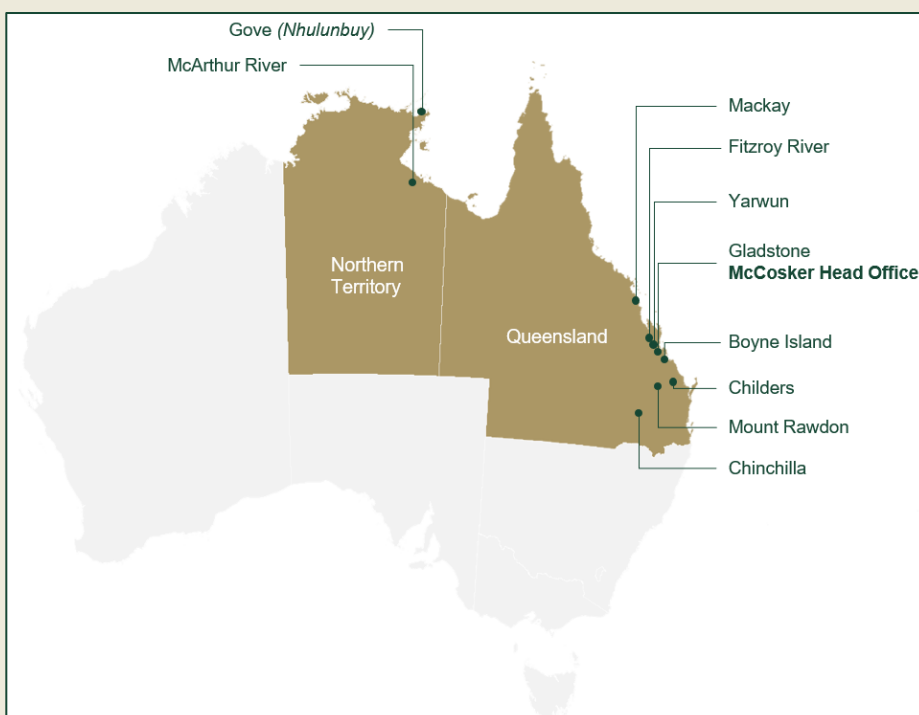 Gove (Nhulunbuy)
McArthur River
Mackay
Fitzroy River
Yarwun
Gladstone
McCosker Head Office
Northern
Territory
Queensland
Boyne Island
Childers
Mount Rawdon
Chinchilla